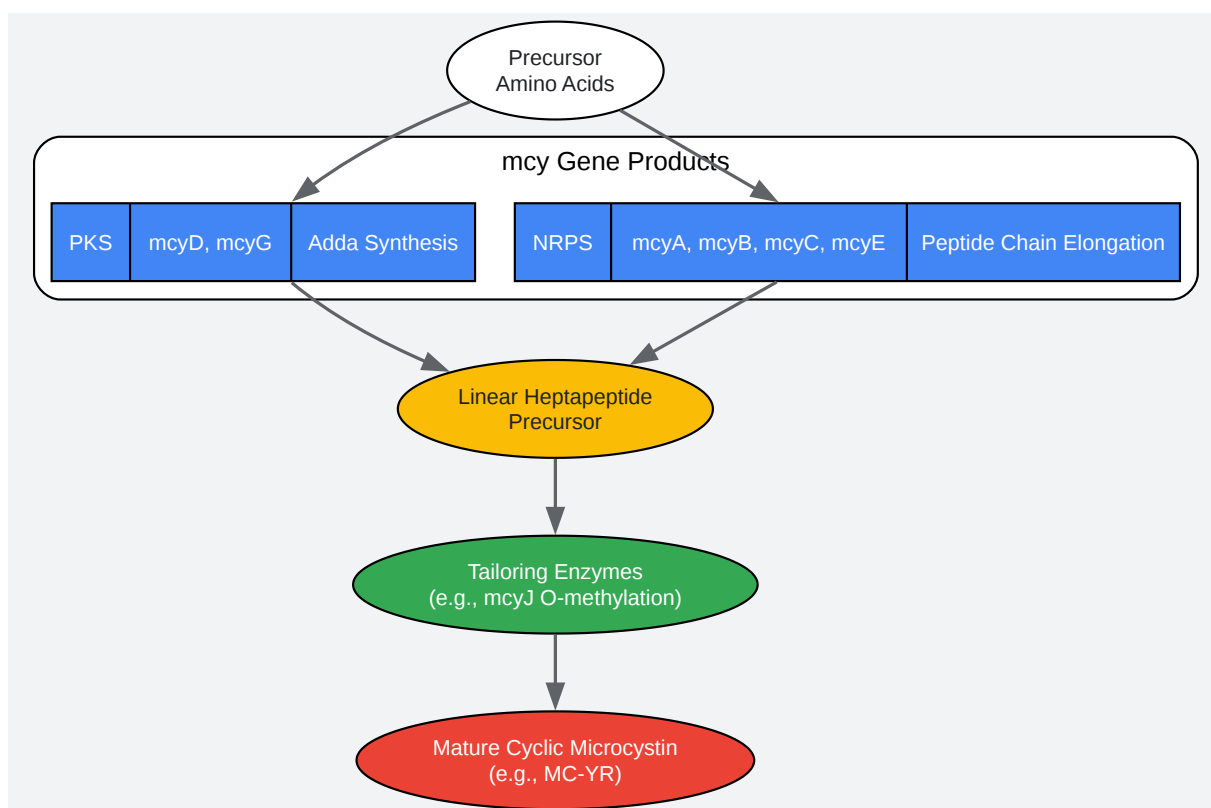 Precursor
Amino Acids
mcy Gene Products
PKS
mcyD, mcyG
Adda Synthesis
NRPS
mcyA, mcyB, mcyC, mcyE
Peptide Chain Elongation
Linear Heptapeptide
Precursor
Tailoring Enzymes
(e.g., mcyJ O-methylation)
Mature Cyclic Microcystin
(e.g., MC-YR)